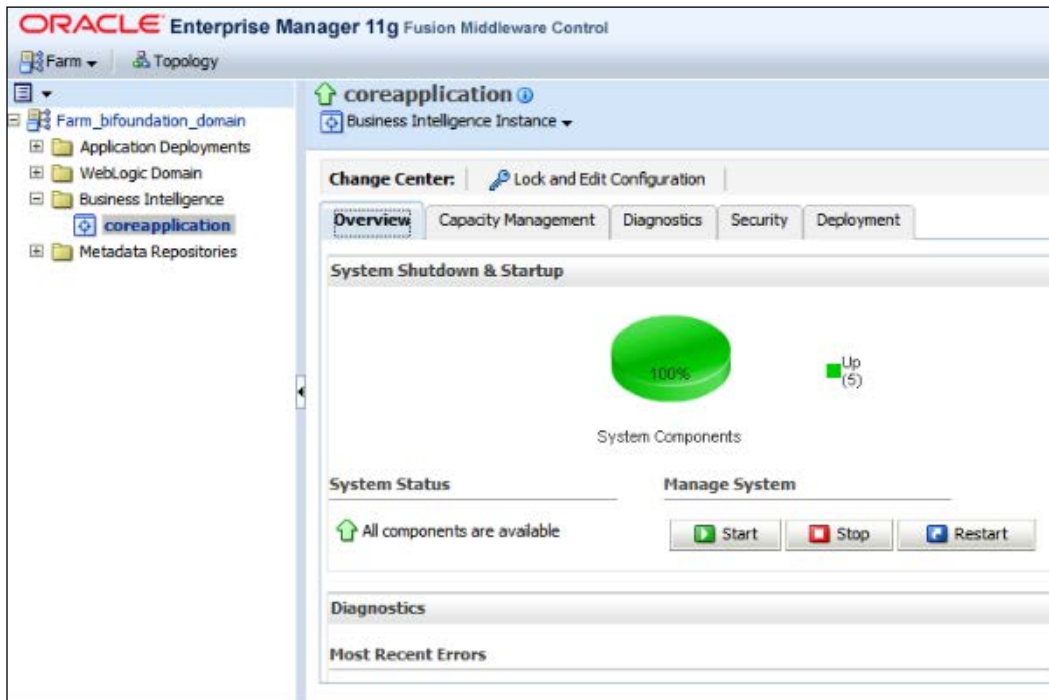 ORACLE Enterprise Manager 11g Fusion Middleware Control
Farm Topology
Farm_bifoundation_domain
Application Deployments
WebLogic Domain
Business Intelligence
coreapplication
Metadata Repositories
coreapplication
Business Intelligence Instance
Change Center: Lock and Edit Configuration
Overview Capacity Management Diagnostics Security Deployment
System Shutdown & Startup
100%
Up
(5)
System Components
System Status Manage System
All components are available Start Stop Restart
Diagnostics
Most Recent Errors